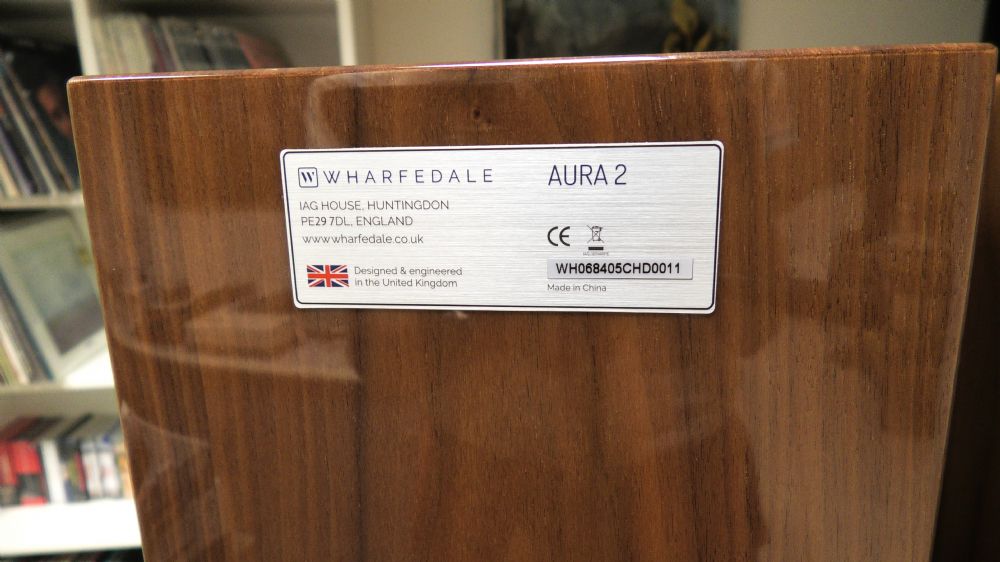 W WHARFEDALE
AURA 2
IAG HOUSE, HUNTINGDON
PE29 7DL, ENGLAND
www.wharfedale.co.uk
CE
WH068405CHD0011
Designed & engineered
in the United Kingdom
Made in China